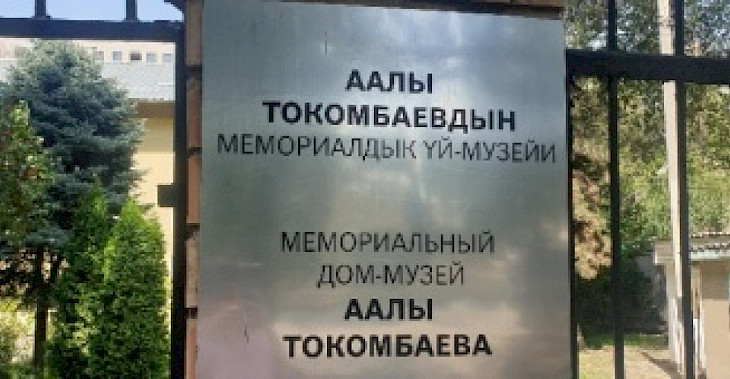 ААЛЫ
ТОКОМБАЕВДЫН
МЕМОРИАЛДЫК ҮЙ-МУЗЕЙИ
МЕМОРИАЛЬНЫЙ
ДОМ-МУЗЕЙ
ААЛЫ
ТОКОМБАЕВА